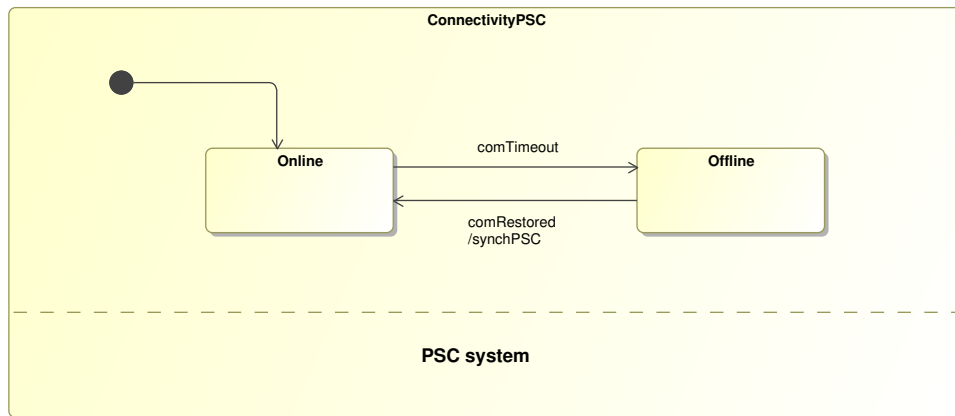 ConnectivityPSC
Online
comTimeout
Offline
comRestored
/synchPSC
PSC system